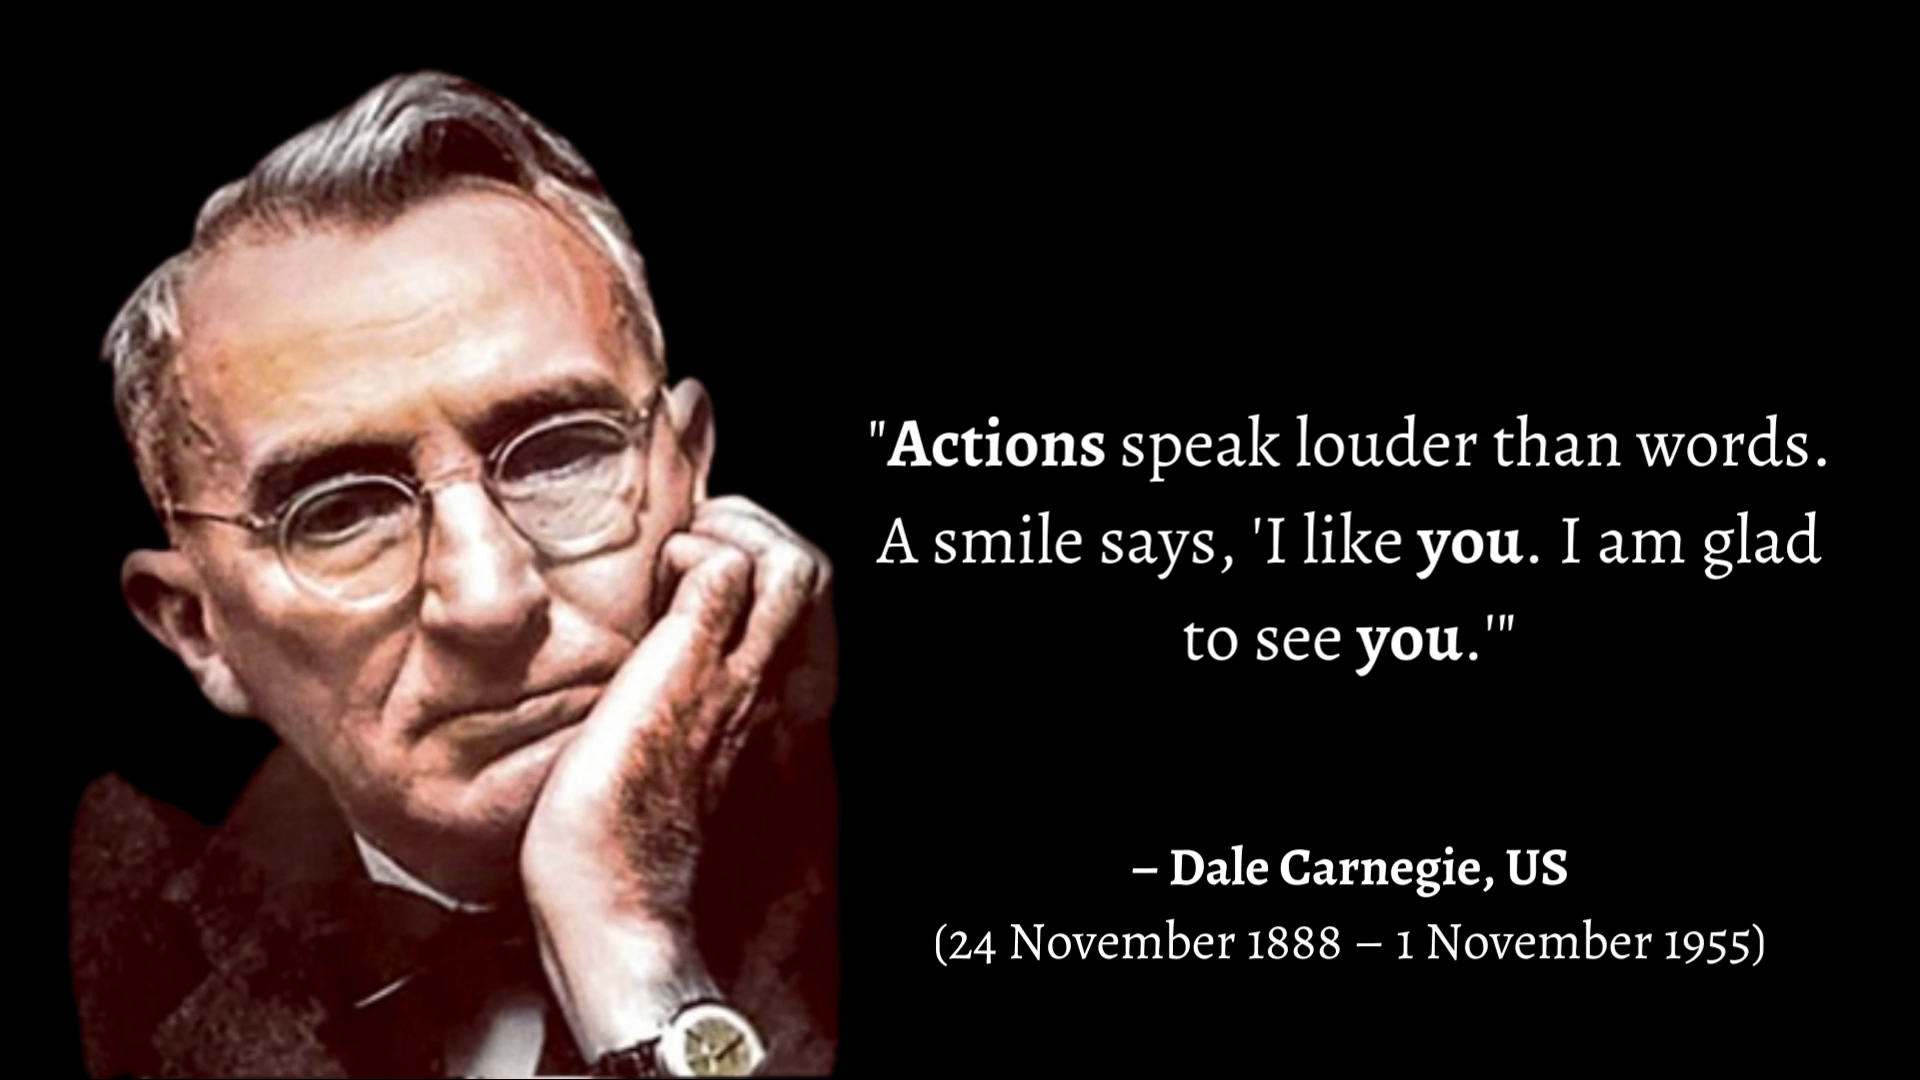 "Actions speak louder than words.
A smile says, 'I like you. I am glad
to see you.'"
– Dale Carnegie, US
(24 November 1888 – 1 November 1955)